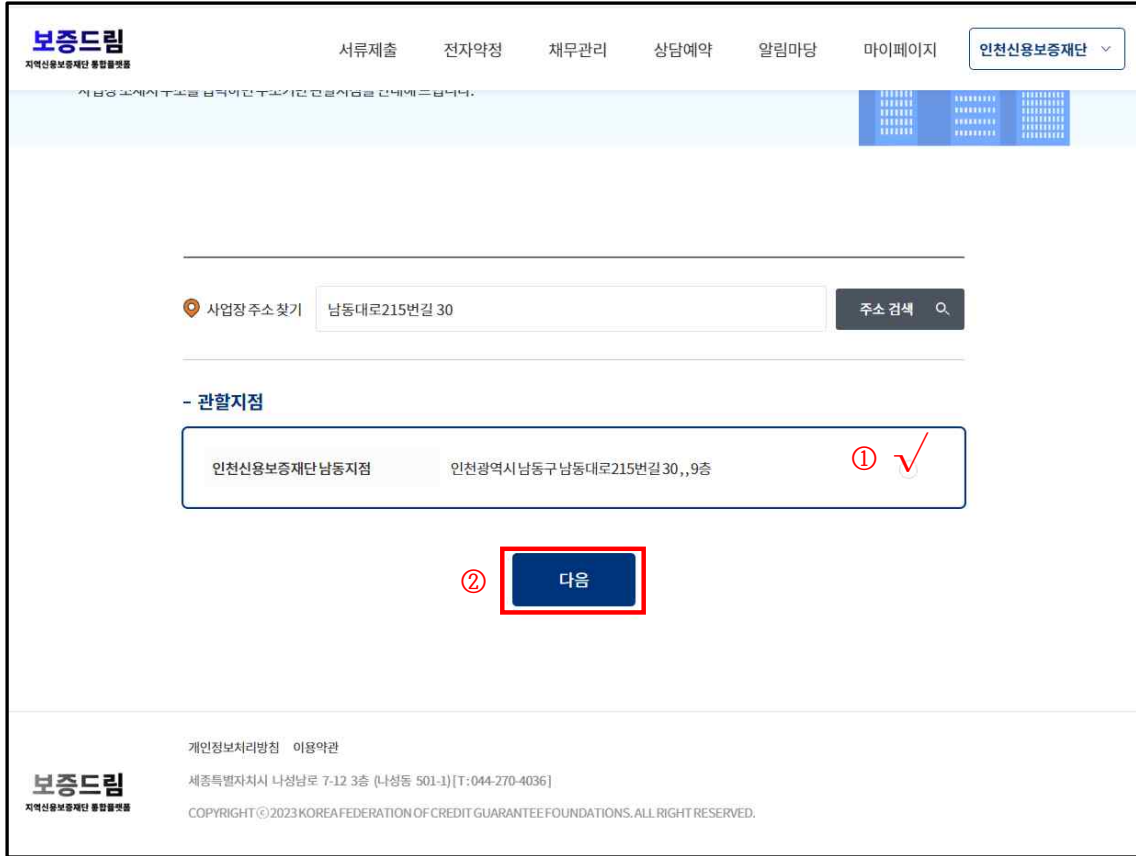 보증드림
지역신용보증재단 통합플랫폼
서류제출 전자약정 채무관리 상담예약 알림마당 마이페이지 인천신용보증재단
사업장 주소 찾기 남동대로215번길 30 주소 검색
- 관할지점
인천신용보증재단 남동지점 인천광역시 남동구 남동대로215번길 30 , , 9층 ① √
② 다음
개인정보처리방침 이용약관
보증드림
지역신용보증재단 통합플랫폼
세종특별자치시 나성남로 7-12 3층 (나성동 501-1) [ T : 044-270-4036 ]
COPYRIGHT ⓒ 2023 KOREA FEDERATION OF CREDIT GUARANTEE FOUNDATIONS. ALL RIGHT RESERVED.